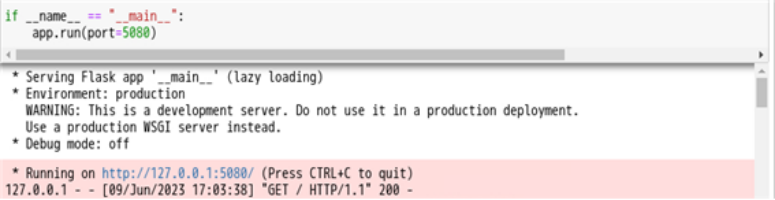 if __name__ == "__main__":
    app.run(port=5080)
* Serving Flask app '__main__' (lazy loading)
* Environment: production
  WARNING: This is a development server. Do not use it in a production deployment.
  Use a production WSGI server instead.
* Debug mode: off
* Running on http://127.0.0.1:5080/ (Press CTRL+C to quit)
127.0.0.1 - - [09/Jun/2023 17:03:38] "GET / HTTP/1.1" 200 -